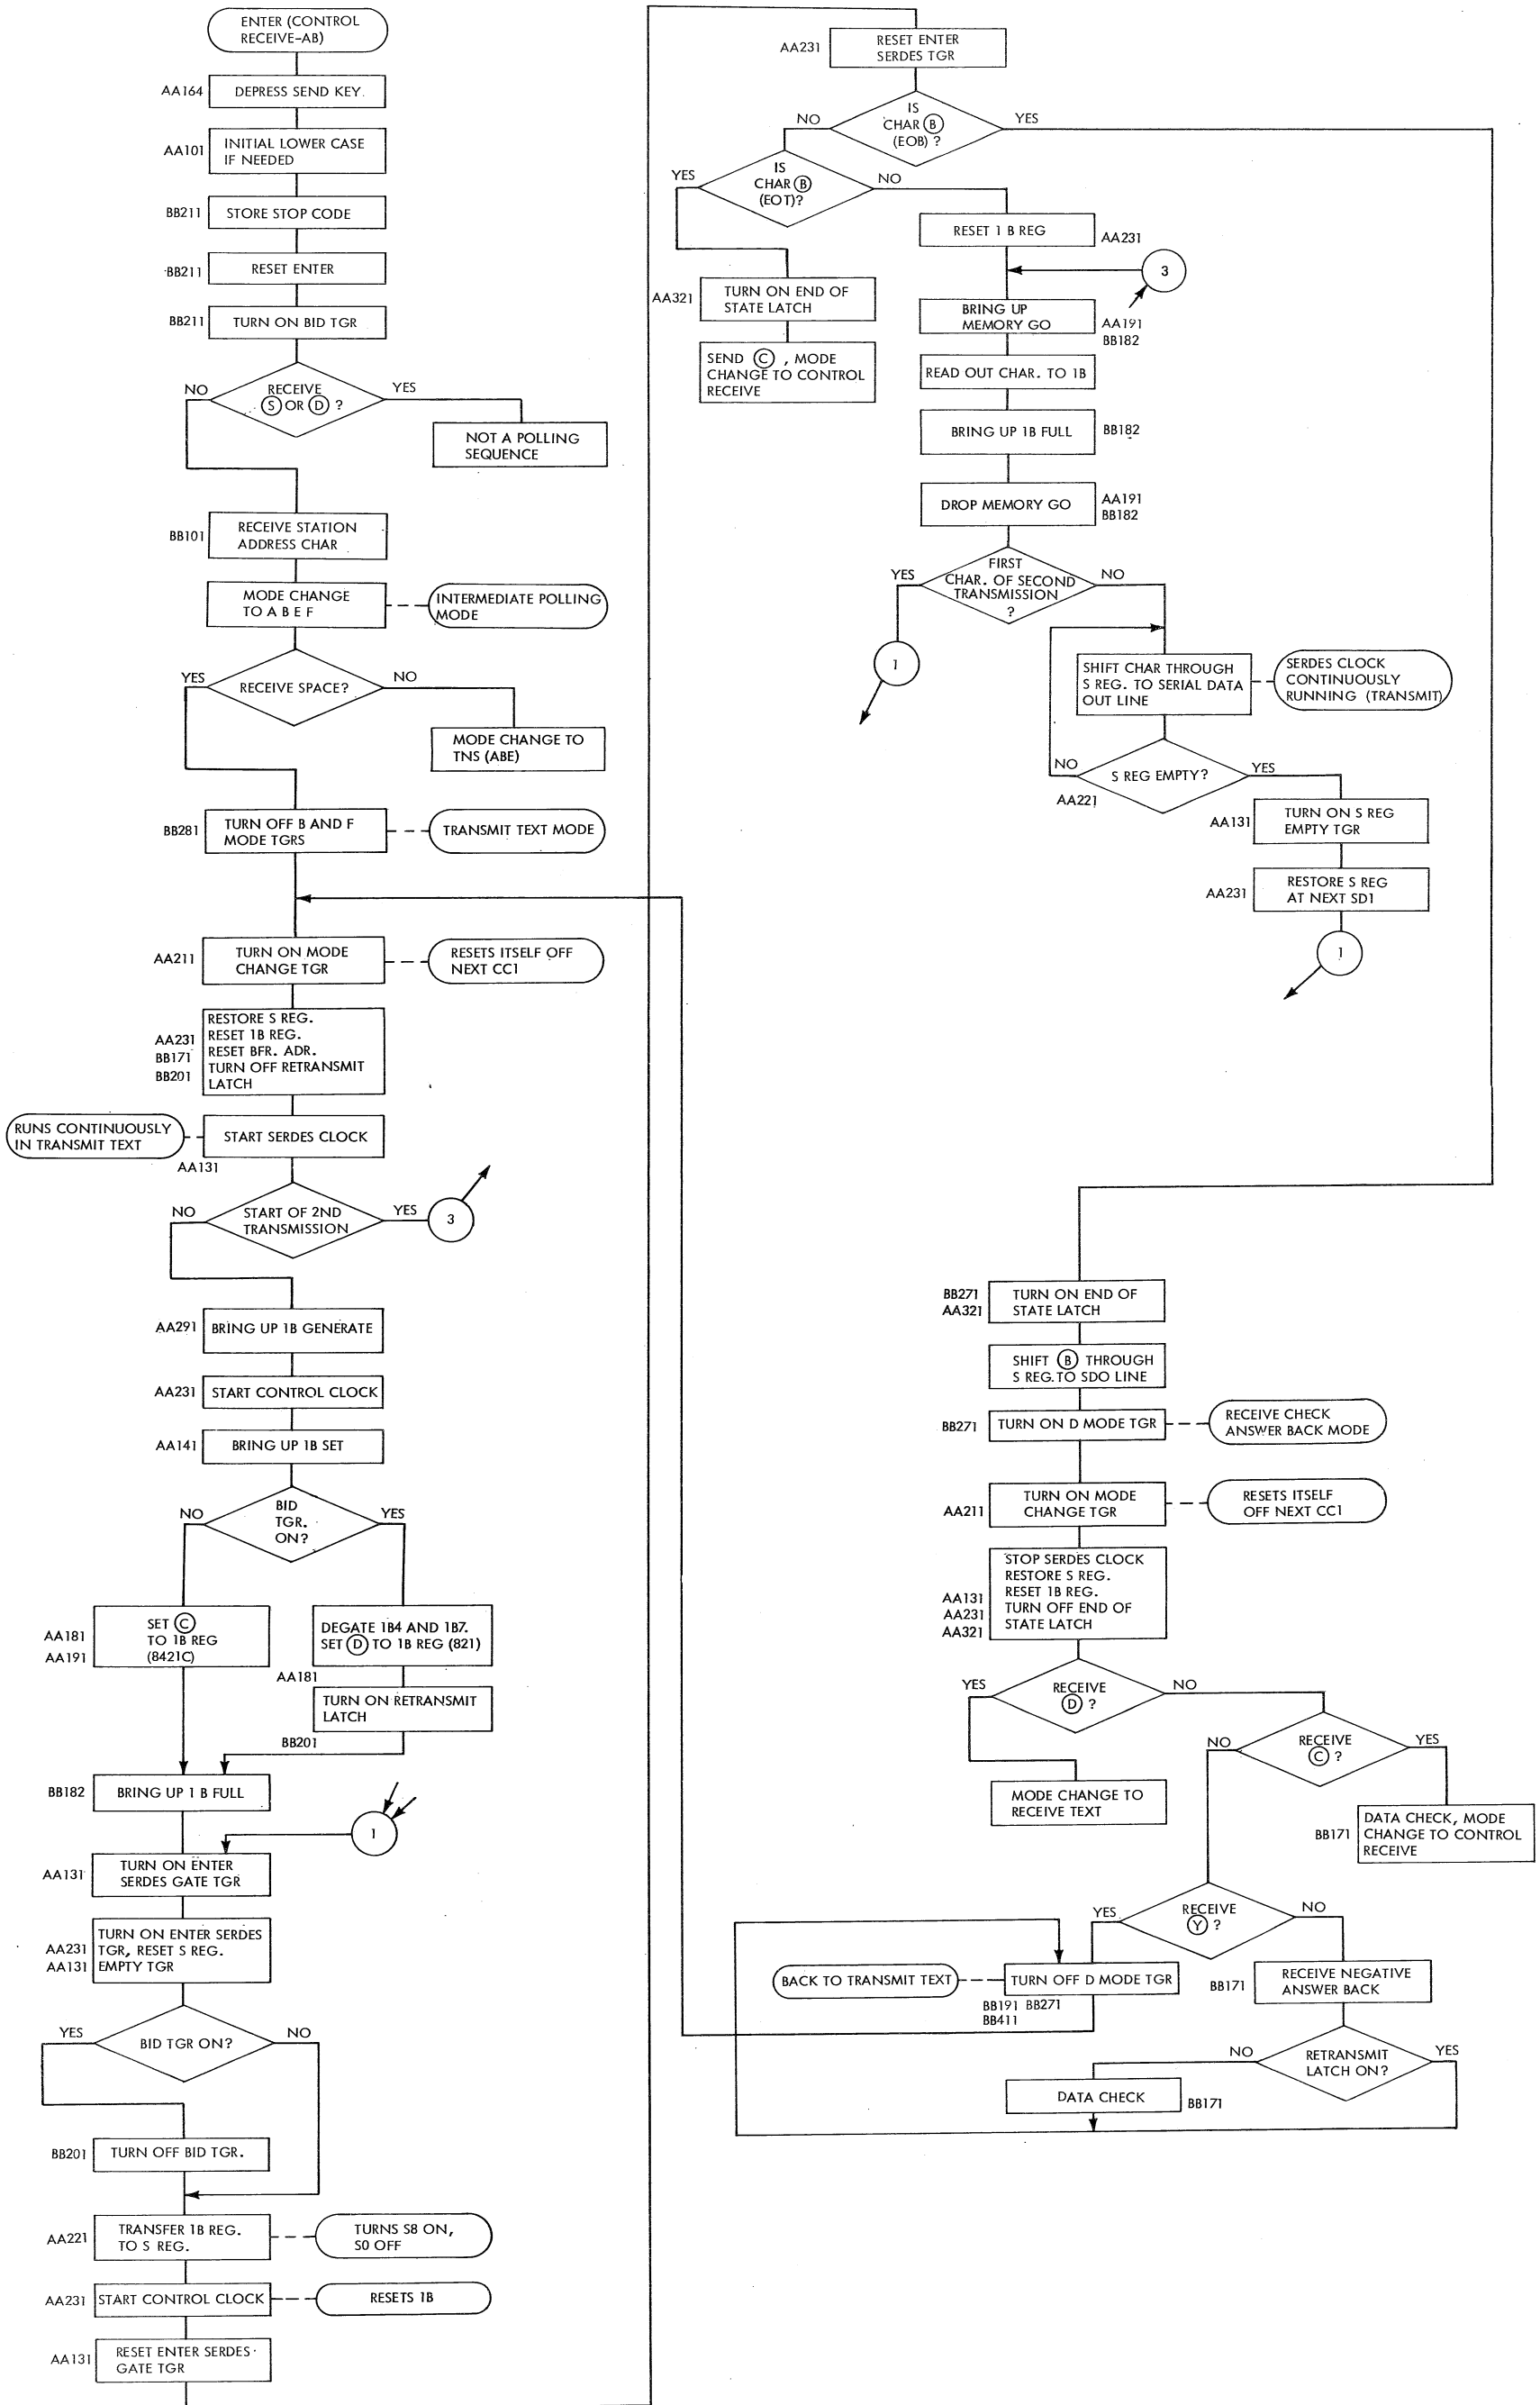 ENTER (CONTROL
RECEIVE-AB)
AA164
DEPRESS SEND KEY
AA101
INITIAL LOWER CASE
IF NEEDED
BB211
STORE STOP CODE
BB211
RESET ENTER
BB211
TURN ON BID TGR
NO
RECEIVE
S OR D ?
YES
NOT A POLLING
SEQUENCE
BB101
RECEIVE STATION
ADDRESS CHAR
MODE CHANGE
TO A B E F
INTERMEDIATE POLLING
MODE
YES
RECEIVE SPACE?
NO
MODE CHANGE TO
TNS (ABE)
BB281
TURN OFF B AND F
MODE TGRS
TRANSMIT TEXT MODE
AA211
TURN ON MODE
CHANGE TGR
RESETS ITSELF OFF
NEXT CC1
AA231
BB171
BB201
RESTORE S REG.
RESET 1B REG.
RESET BFR. ADR.
TURN OFF RETRANSMIT
LATCH
RUNS CONTINUOUSLY
IN TRANSMIT TEXT
START SERDES CLOCK
AA131
NO
START OF 2ND
TRANSMISSION
YES
3
AA291
BRING UP 1B GENERATE
AA231
START CONTROL CLOCK
AA141
BRING UP 1B SET
NO
BID
TGR.
ON?
YES
AA181
AA191
SET C
TO 1B REG
(8421C)
DEGATE 1B4 AND 1B7.
SET D TO 1B REG (821)
AA181
TURN ON RETRANSMIT
LATCH
BB201
BB182
BRING UP 1 B FULL
1
AA131
TURN ON ENTER
SERDES GATE TGR
AA231
AA131
TURN ON ENTER SERDES
TGR, RESET S REG.
EMPTY TGR
YES
BID TGR ON?
NO
BB201
TURN OFF BID TGR.
AA221
TRANSFER 1B REG.
TO S REG.
TURNS S8 ON,
S0 OFF
AA231
START CONTROL CLOCK
RESETS 1B
AA131
RESET ENTER SERDES
GATE TGR
AA231
RESET ENTER
SERDES TGR
NO
IS
CHAR B
(EOB) ?
YES
YES
IS
CHAR B
(EOT)?
NO
RESET 1 B REG
AA231
3
AA321
TURN ON END OF
STATE LATCH
SEND C , MODE
CHANGE TO CONTROL
RECEIVE
BRING UP
MEMORY GO
AA191
BB182
READ OUT CHAR. TO 1B
BRING UP 1B FULL
BB182
DROP MEMORY GO
AA191
BB182
YES
FIRST
CHAR. OF SECOND
TRANSMISSION
?
NO
1
SHIFT CHAR THROUGH
S REG. TO SERIAL DATA
OUT LINE
SERDES CLOCK
CONTINUOUSLY
RUNNING (TRANSMIT)
NO
S REG EMPTY?
YES
AA221
AA131
TURN ON S REG
EMPTY TGR
AA231
RESTORE S REG
AT NEXT SD1
1
BB271
AA321
TURN ON END OF
STATE LATCH
SHIFT B THROUGH
S REG. TO SDO LINE
BB271
TURN ON D MODE TGR
RECEIVE CHECK
ANSWER BACK MODE
AA211
TURN ON MODE
CHANGE TGR
RESETS ITSELF
OFF NEXT CC1
AA131
AA231
AA321
STOP SERDES CLOCK
RESTORE S REG.
RESET 1B REG.
TURN OFF END OF
STATE LATCH
YES
RECEIVE
D ?
NO
MODE CHANGE TO
RECEIVE TEXT
NO
RECEIVE
C ?
YES
BB171
DATA CHECK, MODE
CHANGE TO CONTROL
RECEIVE
YES
RECEIVE
Y ?
NO
BACK TO TRANSMIT TEXT
TURN OFF D MODE TGR
BB191 BB271
BB411
BB171
RECEIVE NEGATIVE
ANSWER BACK
NO
RETRANSMIT
LATCH ON?
YES
DATA CHECK
BB171